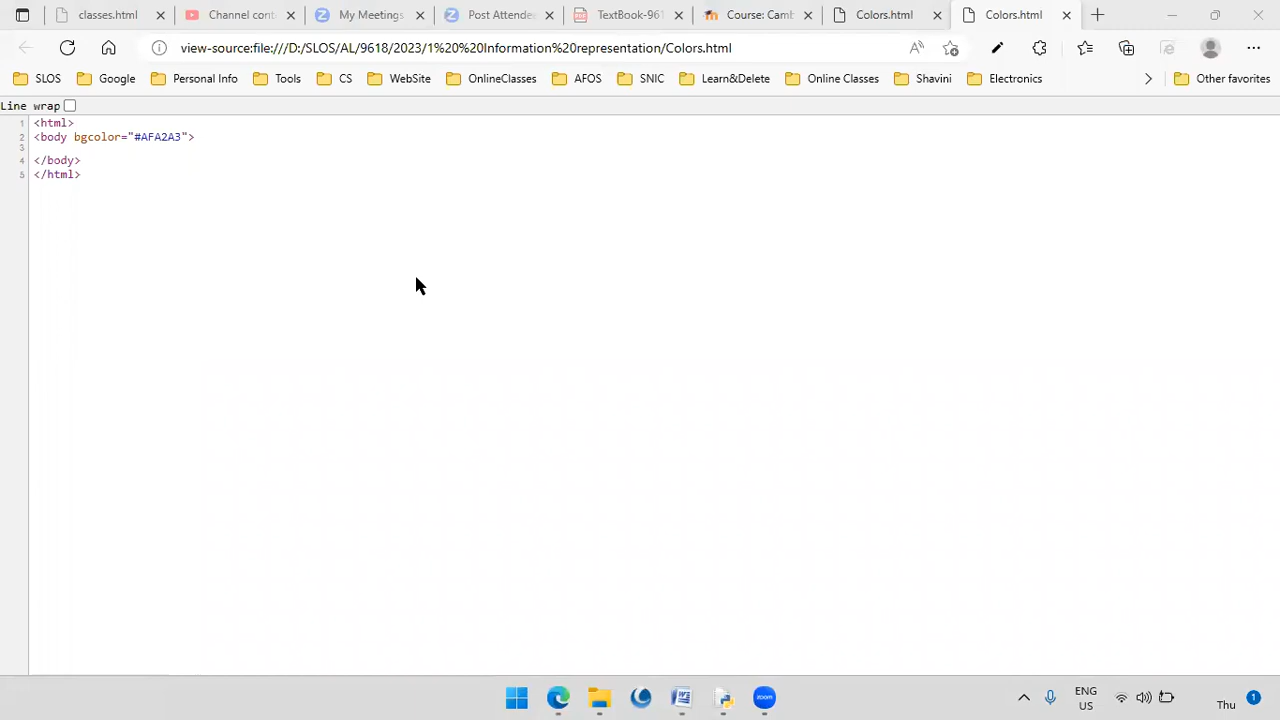 classes.html
Channel cont
My Meetings
Post Attende
TextBook-961
Course: Camb
Colors.html
Colors.html
view-source:file:///D:/SLOS/AL/9618/2023/1%20%20Information%20representation/Colors.html
SLOS
Google
Personal Info
Tools
CS
WebSite
OnlineClasses
AFOS
SNIC
Learn&Delete
Online Classes
Shavini
Electronics
Other favorites
Line wrap
1 <html>
2 <body bgcolor="#AFA2A3">
3
4 </body>
5 </html>
zoom
ENG
US
Thu
1